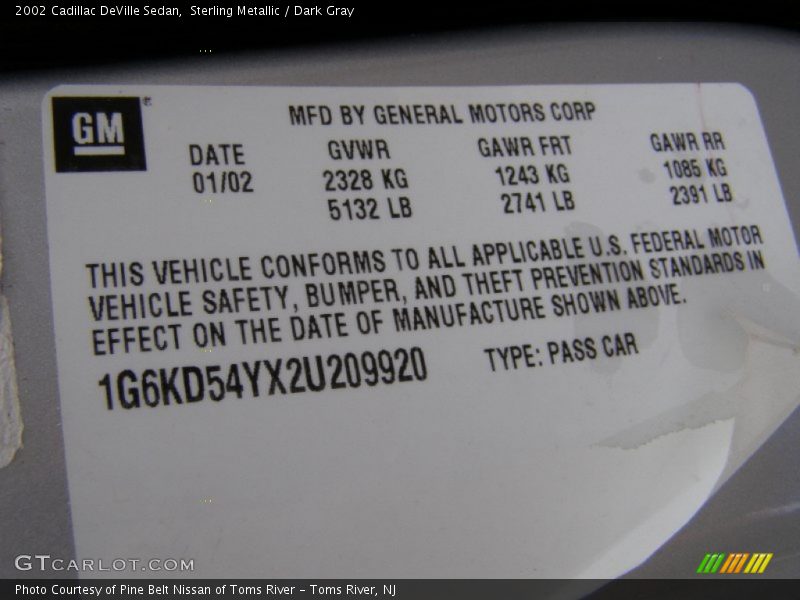 2002 Cadillac DeVille Sedan,  Sterling Metallic / Dark Gray
GM
MFD BY GENERAL MOTORS CORP
DATE GVWR GAWR FRT GAWR RR
01/02 2328 KG 1243 KG 1085 KG
5132 LB 2741 LB 2391 LB
THIS VEHICLE CONFORMS TO ALL APPLICABLE U.S. FEDERAL MOTOR
VEHICLE SAFETY, BUMPER, AND THEFT PREVENTION STANDARDS IN
EFFECT ON THE DATE OF MANUFACTURE SHOWN ABOVE.
1G6KD54YX2U209920 TYPE: PASS CAR
GTCARLOT.COM
Photo Courtesy of Pine Belt Nissan of Toms River – Toms River, NJ